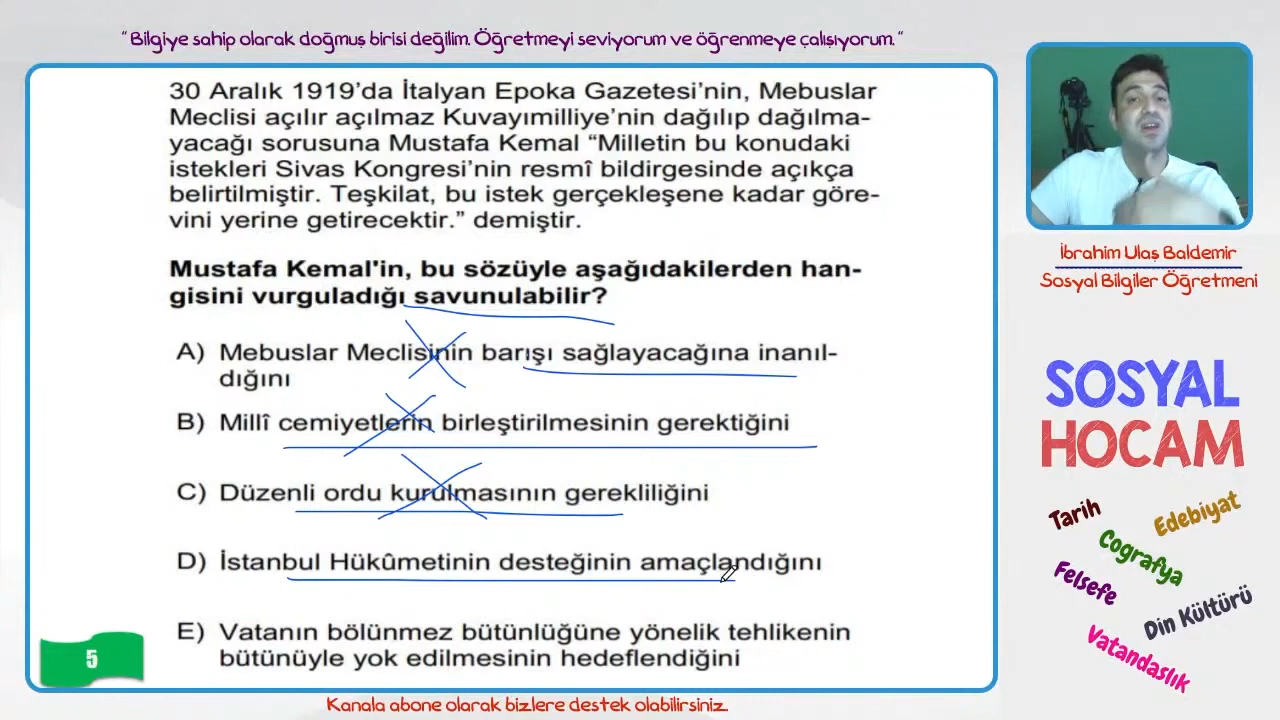 “Bilgiye sahip olarak doğmuş birisi değilim. Öğretmeyi seviyorum ve öğrenmeye çalışıyorum.”
30 Aralık 1919’da İtalyan Epoka Gazetesi’nin, Mebuslar
Meclisi açılır açılmaz Kuvayımilliye’nin dağılıp dağılma-
yacağı sorusuna Mustafa Kemal “Milletin bu konudaki
istekleri Sivas Kongresi’nin resmî bildirgesinde açıkça
belirtilmiştir. Teşkilat, bu istek gerçekleşene kadar göre-
vini yerine getirecektir.” demiştir.
Mustafa Kemal'in, bu sözüyle aşağıdakilerden han-
gisini vurguladığı savunulabilir?
A) Mebuslar Meclisinin barışı sağlayacağına inanıl-
dığını
B) Millî cemiyetlerin birleştirilmesinin gerektiğini
C) Düzenli ordu kurulmasının gerekliliğini
D) İstanbul Hükûmetinin desteğinin amaçlandığını
E) Vatanın bölünmez bütünlüğüne yönelik tehlikenin
bütünüyle yok edilmesinin hedeflendiğini
5
İbrahim Ulaş Baldemir
Sosyal Bilgiler Öğretmeni
SOSYAL
HOCAM
Tarih
Edebiyat
Coğrafya
Felsefe
Din Kültürü
Vatandaslık
Kanala abone olarak bizlere destek olabilirsiniz.